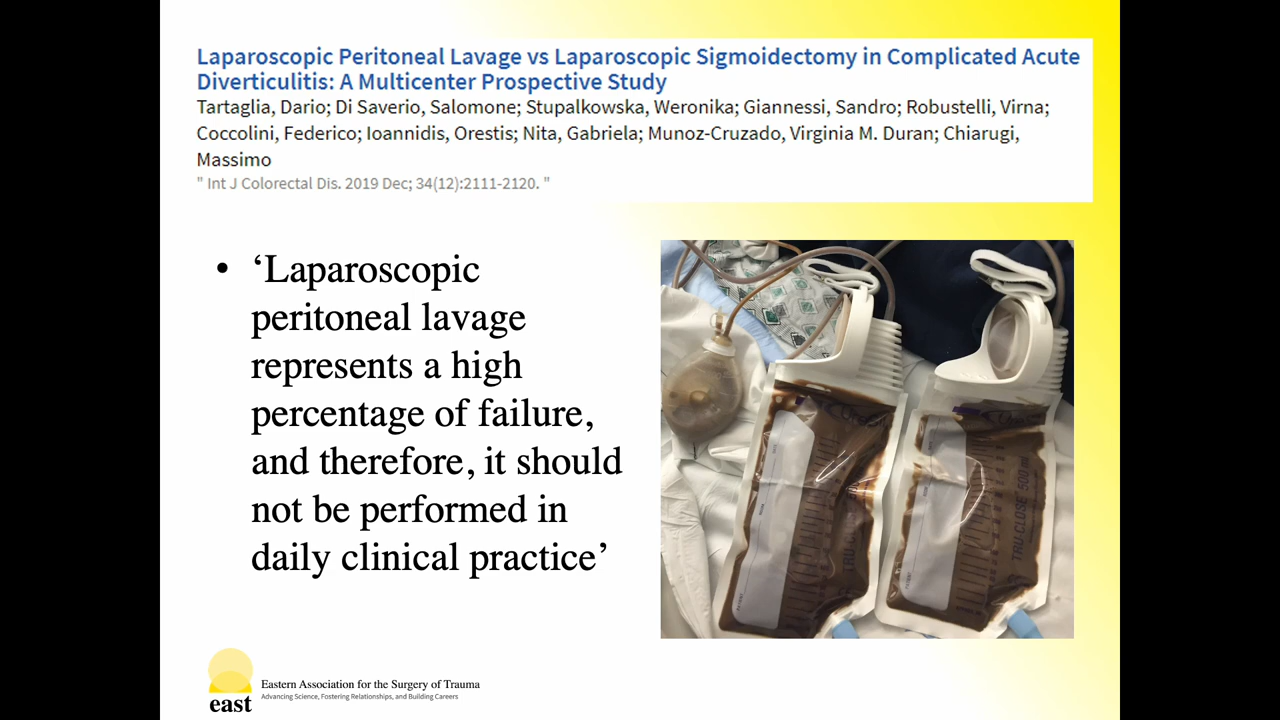 Laparoscopic Peritoneal Lavage vs Laparoscopic Sigmoidectomy in Complicated Acute
Diverticulitis: A Multicenter Prospective Study
Tartaglia, Dario; Di Saverio, Salomone; Stupalkowska, Weronika; Giannessi, Sandro; Robustelli, Virna;
Coccolini, Federico; Ioannidis, Orestis; Nita, Gabriela; Munoz-Cruzado, Virginia M. Duran; Chiarugi,
Massimo
" Int J Colorectal Dis. 2019 Dec; 34(12):2111-2120. "
• ‘Laparoscopic
peritoneal lavage
represents a high
percentage of failure,
and therefore, it should
not be performed in
daily clinical practice’
TRU CLOSE 500 ml
east
Eastern Association for the Surgery of Trauma
Advancing Science, Fostering Relationships, and Building Careers